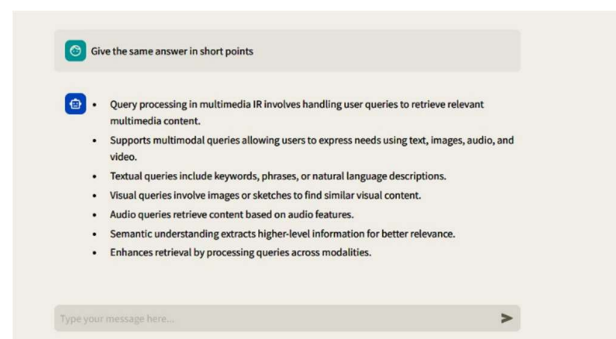 Give the same answer in short points
• Query processing in multimedia IR involves handling user queries to retrieve relevant
multimedia content.
• Supports multimodal queries allowing users to express needs using text, images, audio, and
video.
• Textual queries include keywords, phrases, or natural language descriptions.
• Visual queries involve images or sketches to find similar visual content.
• Audio queries retrieve content based on audio features.
• Semantic understanding extracts higher-level information for better relevance.
• Enhances retrieval by processing queries across modalities.
Type your message here...